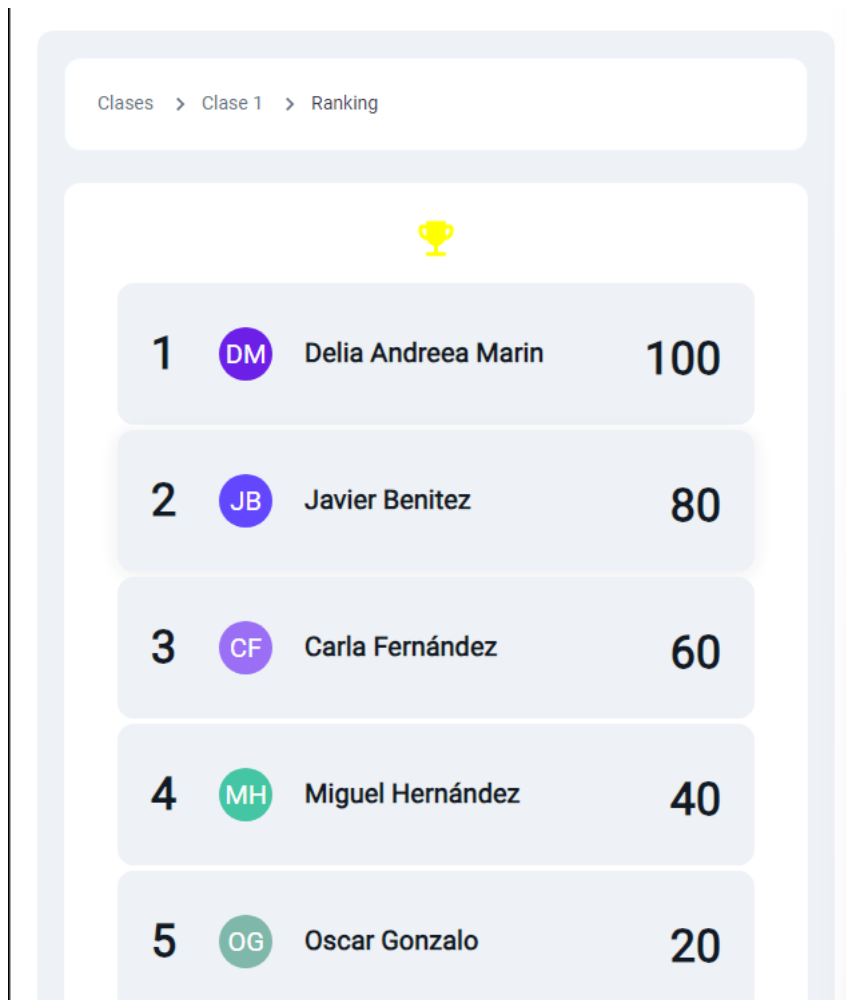 Clases > Clase 1 > Ranking
1 DM Delia Andreea Marin 100
2 JB Javier Benitez 80
3 CF Carla Fernández 60
4 MH Miguel Hernández 40
5 OG Oscar Gonzalo 20